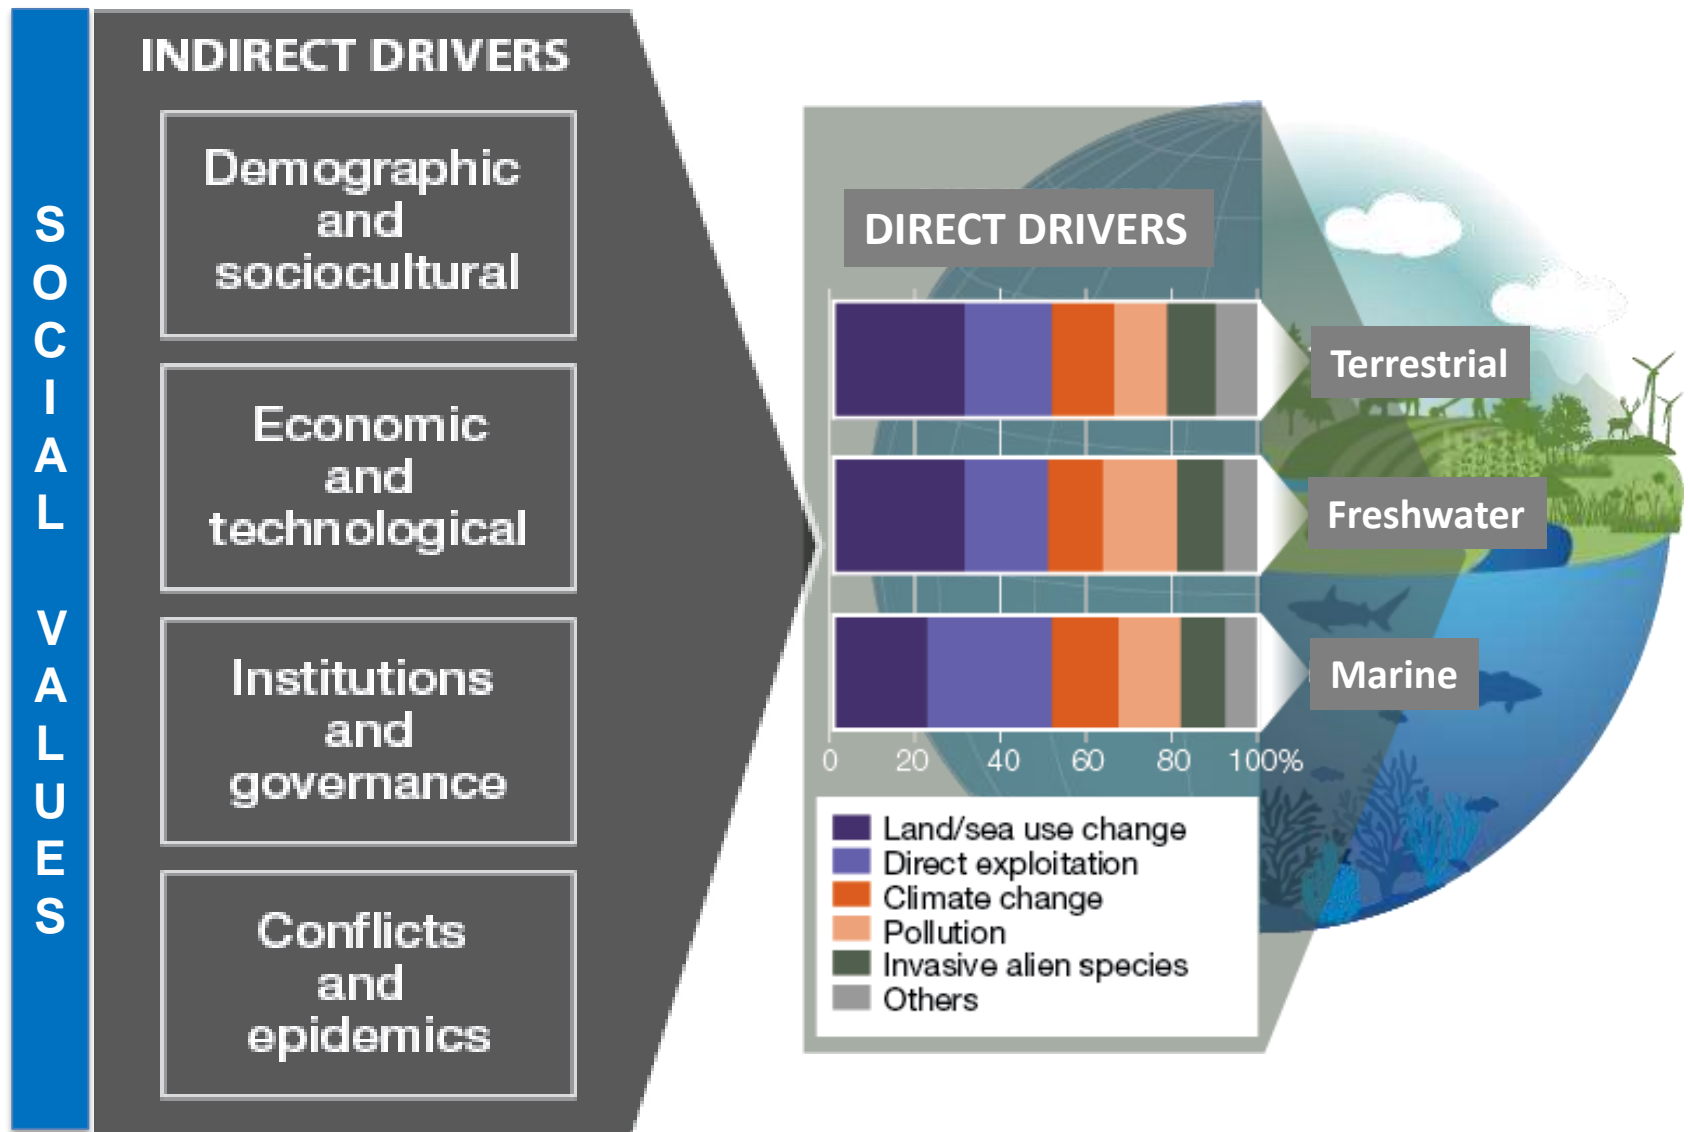 SOCIAL VALUES
INDIRECT DRIVERS
Demographic
and
sociocultural
Economic
and
technological
Institutions
and
governance
Conflicts
and
epidemics
DIRECT DRIVERS
Terrestrial
Freshwater
Marine
0 20 40 60 80 100%
Land/sea use change
Direct exploitation
Climate change
Pollution
Invasive alien species
Others